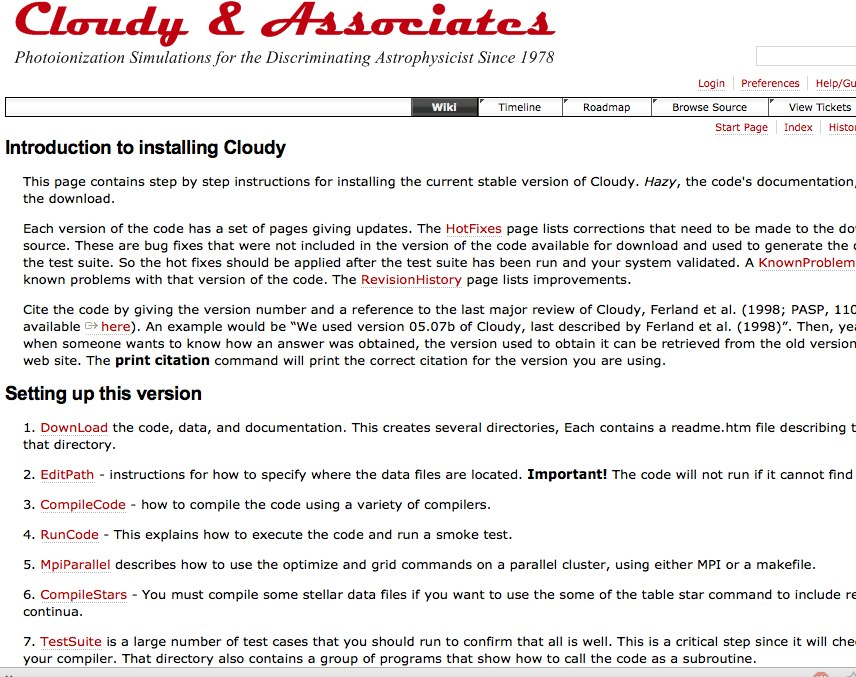 Cloudy & Associates
Photoionization Simulations for the Discriminating Astrophysicist Since 1978
Login Preferences Help/Gu
Wiki Timeline Roadmap Browse Source View Tickets
Start Page Index Histor
Introduction to installing Cloudy
This page contains step by step instructions for installing the current stable version of Cloudy. Hazy, the code's documentation,
the download.
Each version of the code has a set of pages giving updates. The HotFixes page lists corrections that need to be made to the do
source. These are bug fixes that were not included in the version of the code available for download and used to generate the
the test suite. So the hot fixes should be applied after the test suite has been run and your system validated. A KnownProblem
known problems with that version of the code. The RevisionHistory page lists improvements.
Cite the code by giving the version number and a reference to the last major review of Cloudy, Ferland et al. (1998; PASP, 110
available here). An example would be “We used version 05.07b of Cloudy, last described by Ferland et al. (1998)”. Then, yea
when someone wants to know how an answer was obtained, the version used to obtain it can be retrieved from the old version
web site. The print citation command will print the correct citation for the version you are using.
Setting up this version
1. DownLoad the code, data, and documentation. This creates several directories, Each contains a readme.htm file describing t
that directory.
2. EditPath - instructions for how to specify where the data files are located. Important! The code will not run if it cannot find
3. CompileCode - how to compile the code using a variety of compilers.
4. RunCode - This explains how to execute the code and run a smoke test.
5. MpiParallel describes how to use the optimize and grid commands on a parallel cluster, using either MPI or a makefile.
6. CompileStars - You must compile some stellar data files if you want to use the some of the table star command to include re
continua.
7. TestSuite is a large number of test cases that you should run to confirm that all is well. This is a critical step since it will che
your compiler. That directory also contains a group of programs that show how to call the code as a subroutine.